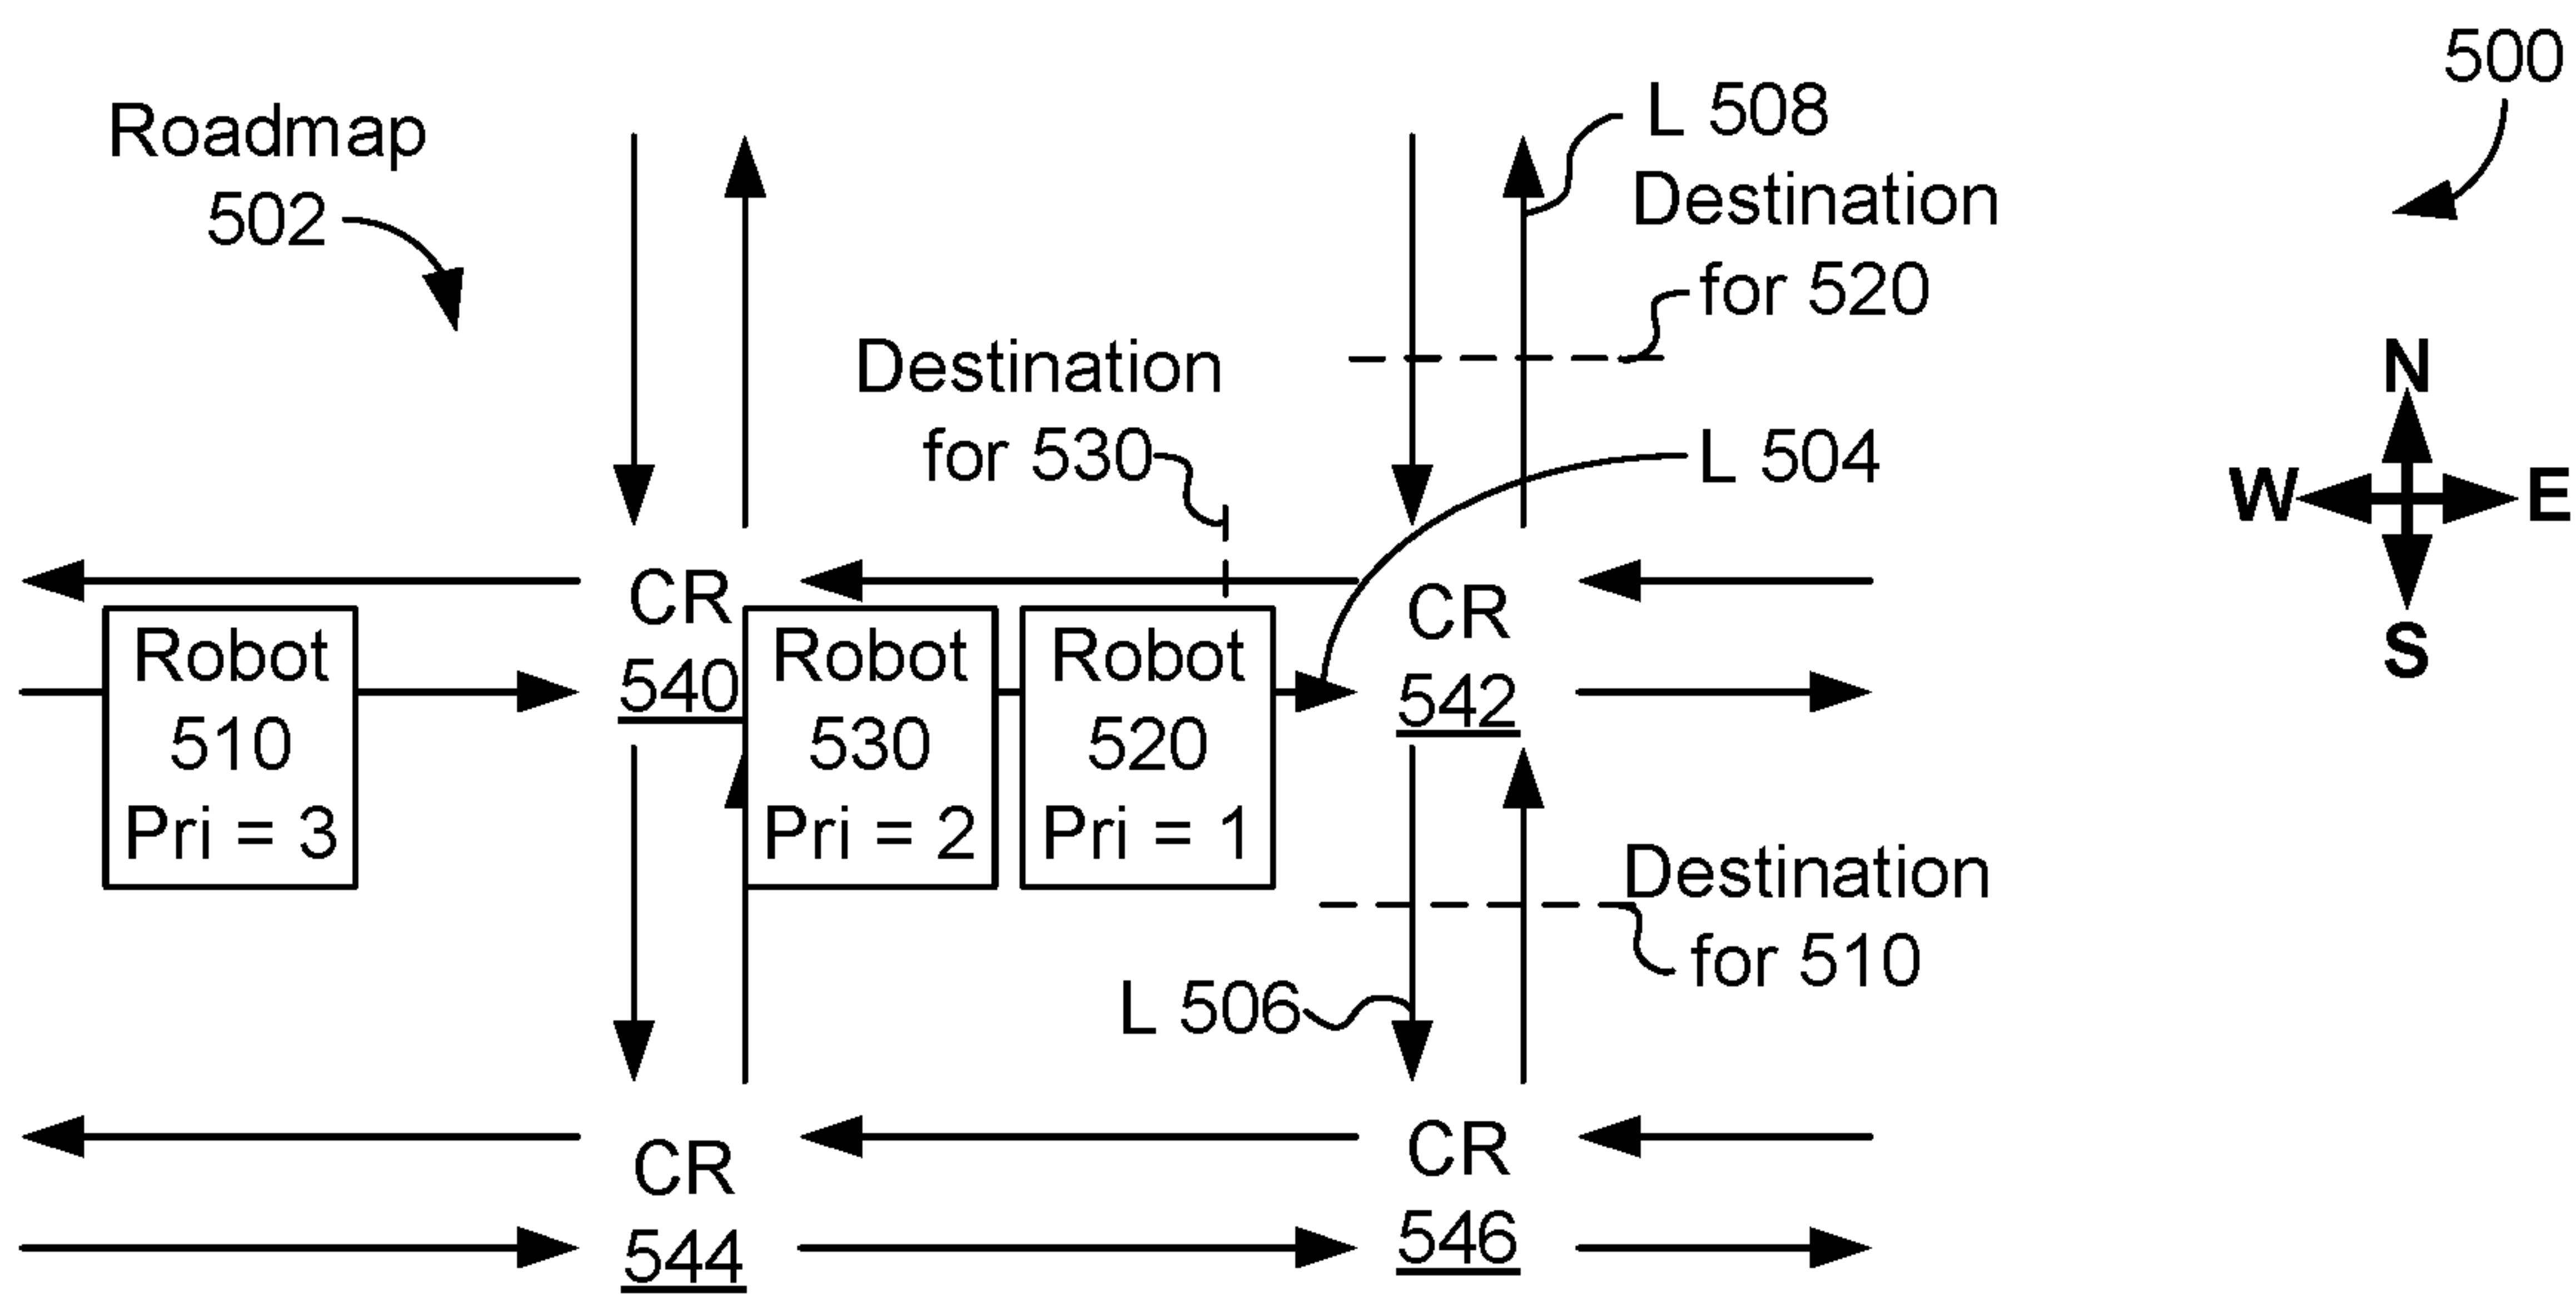 500
Roadmap
502
L 508
Destination
for 520
Destination
for 530
L 504
N
W
E
S
CR
540
CR
542
Robot
510
Pri = 3
Robot
530
Pri = 2
Robot
520
Pri = 1
Destination
for 510
L 506
CR
544
CR
546